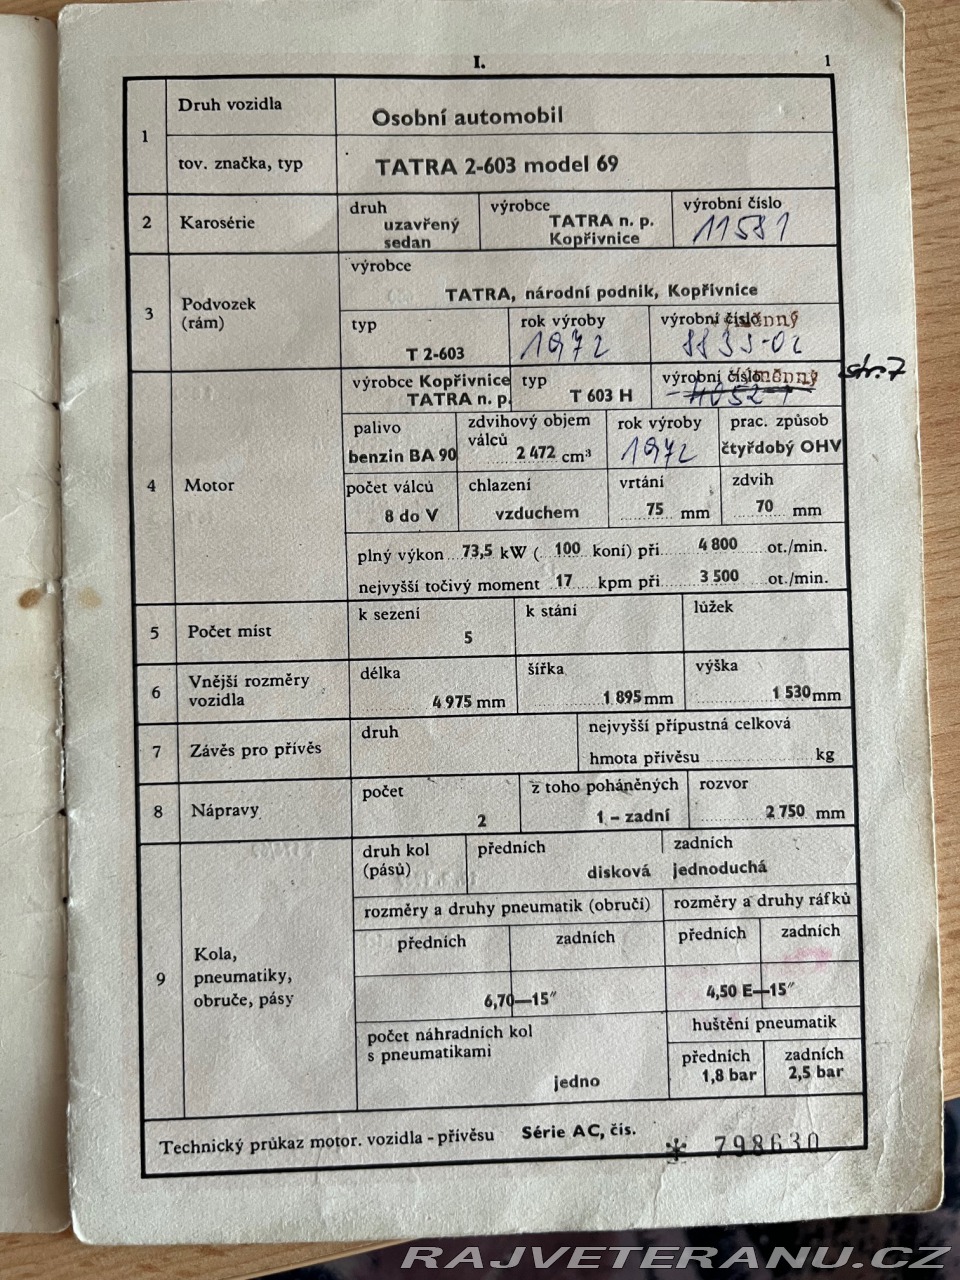 I.
1
1
Druh vozidla
Osobní automobil
tov. značka, typ
TATRA 2-603 model 69
2
Karosérie
druh
uzavřený
sedan
výrobce
TATRA n. p.
Kopřivnice
výrobní číslo
11581
3
Podvozek
(rám)
výrobce
TATRA, národní podnik, Kopřivnice
typ
T 2-603
rok výroby
1972
výrobní číslo
str. 7
4
Motor
výrobce Kopřivnice
TATRA n. p.
typ
T 603 H
výrobní číslo
palivo
benzin BA 90
zdvihový objem
válců
2 472 cm³
rok výroby
1972
prac. způsob
čtyřdobý OHV
počet válců
8 do V
chlazení
vzduchem
vrtání
75 mm
zdvih
70 mm
plný výkon 73,5 kW ( 100 koní) při 4 800 ot./min.
nejvyšší točivý moment 17 kpm při 3 500 ot./min.
5
Počet míst
k sezení
5
k stání
lůžek
6
Vnější rozměry
vozidla
délka
4 975 mm
šířka
1 895 mm
výška
1 530 mm
7
Závěs pro přívěs
druh
nejvyšší přípustná celková
hmota přívěsu kg
8
Nápravy
počet
2
z toho poháněných
1 – zadní
rozvor
2 750 mm
9
Kola,
pneumatiky,
obruče, pásy
druh kol
(pásů)
předních
zadních
disková jednoduchá
rozměry a druhy pneumatik (obručí)
rozměry a druhy ráfků
předních
zadních
předních
zadních
6,70—15″
4,50 E—15″
počet náhradních kol
s pneumatikami
jedno
huštění pneumatik
předních
1,8 bar
zadních
2,5 bar
Technický průkaz motor. vozidla - přívěsu Série AC, čís. * 798630
RAJVETERANU.CZ